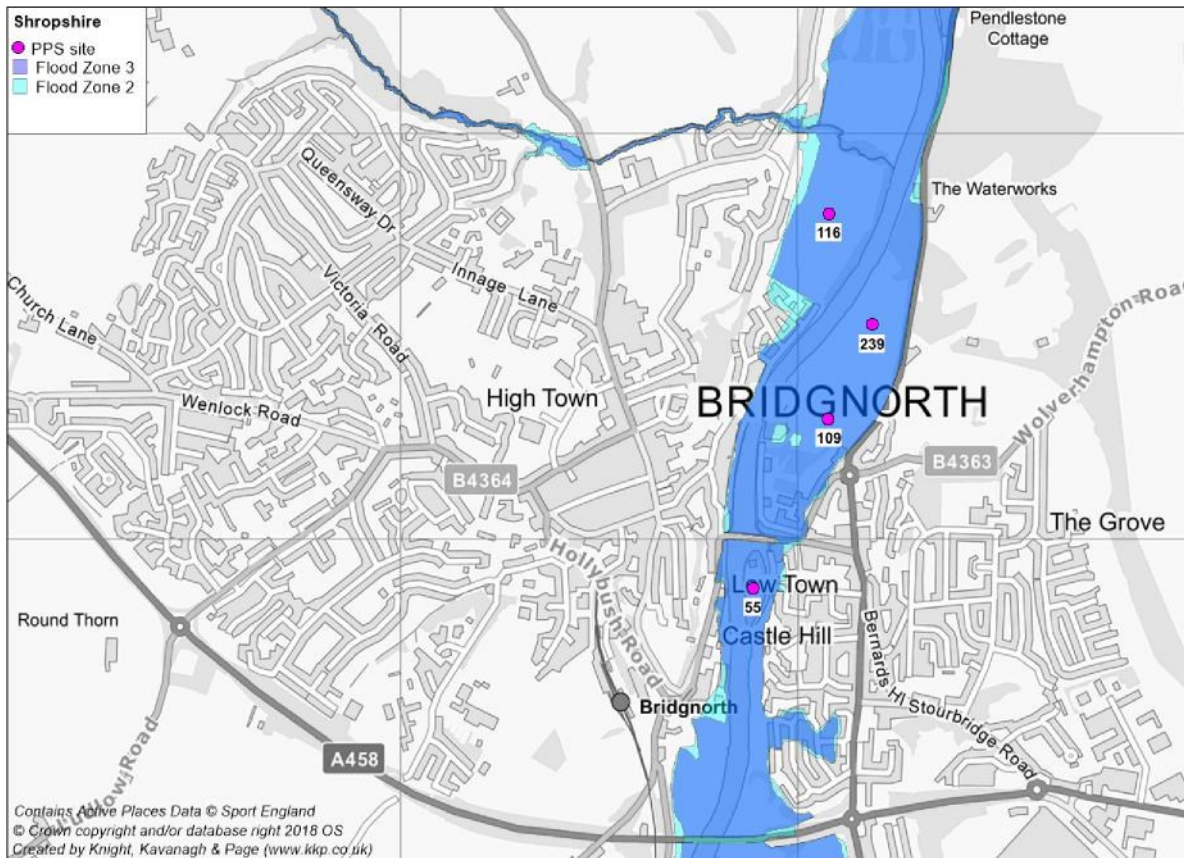 Shropshire
PPS site
Flood Zone 3
Flood Zone 2
Pendlestone
Cottage
The Waterworks
Queensway Dr
116
Innage Lane
Church Lane
Victoria Road
Wolverhampton Road
239
High Town
BRIDGNORTH
Wenlock Road
109
B4364
B4363
The Grove
Hollybush Road
Low Town
55
Round Thorn
Castle Hill
Bernards Hl
Stourbridge Road
Bridgnorth
A458
Road
Contains Active Places Data © Sport England
© Crown copyright and/or database right 2018 OS
Created by Knight, Kavanagh & Page (www.kkp.co.uk)